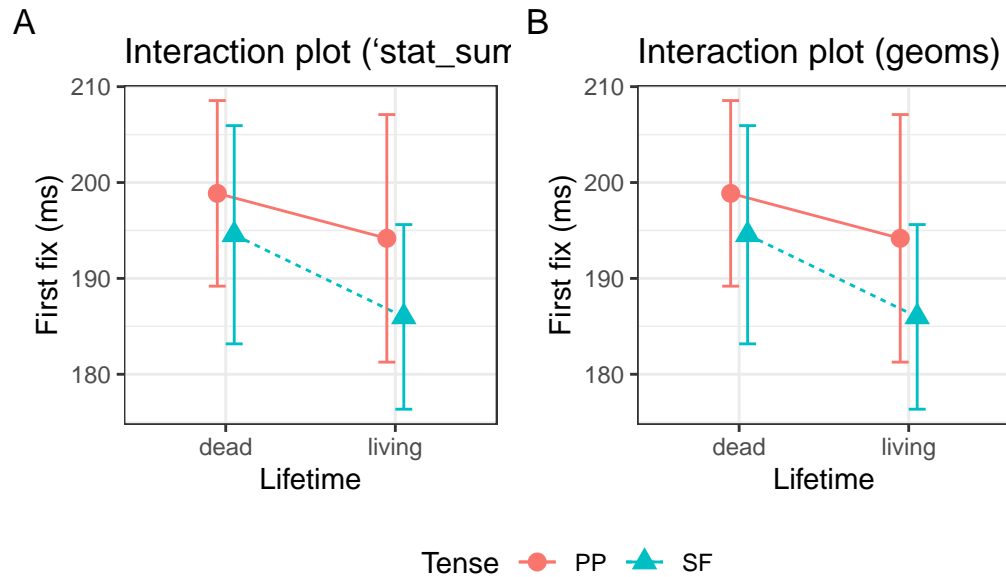 A
Interaction plot (‘stat_sum
210
200
190
180
First fix (ms)
dead living
Lifetime
B
Interaction plot (geoms)
210
200
190
180
First fix (ms)
dead living
Lifetime
Tense PP SF